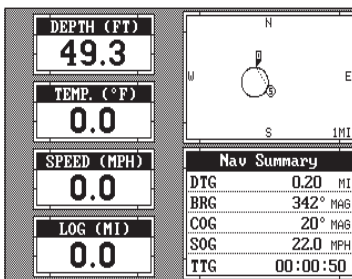 DEPTH (FT)
49.3
TEMP. (°F)
0.0
SPEED (MPH)
0.0
LOG (MI)
0.0
N
W E
S
1MI
Nav Summary
DTG 0.20 MI
BRG 342° MAG
COG 20° MAG
SOG 22.0 MPH
TTG 00:00:50